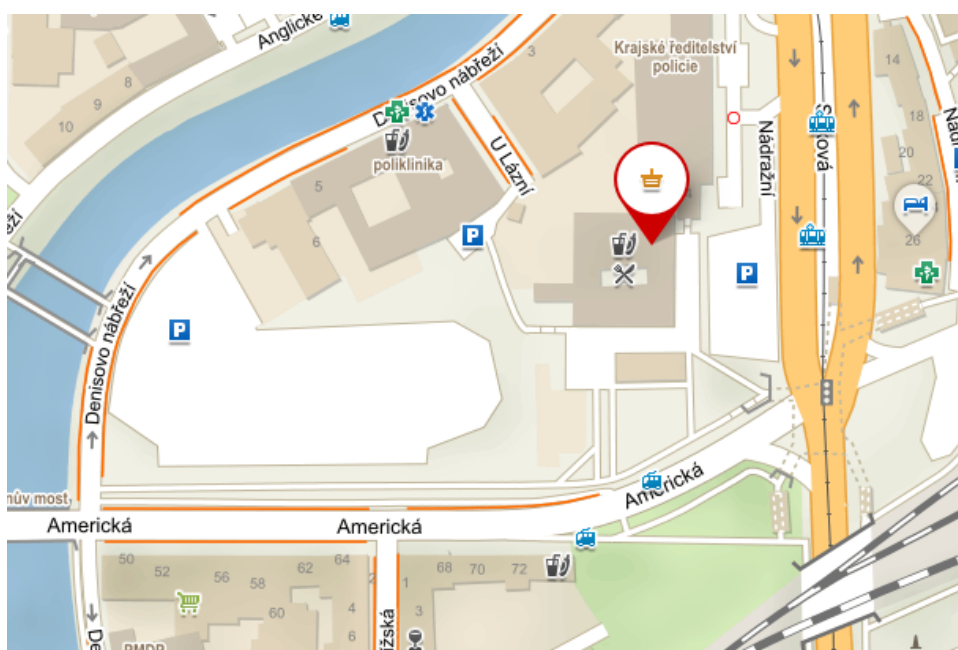 Anglické
Krajské ředitelství
policie
3
14
8
9
10
18
20
22
26
Denisovo nábřeží
poliklinika
U Lázní
Nádražní
5
6
P
P
P
Denisovo nábřeží
Americká
Americká
Americká
50
52
56
58
60
62
64
2
4
6
1
3
68
70
72